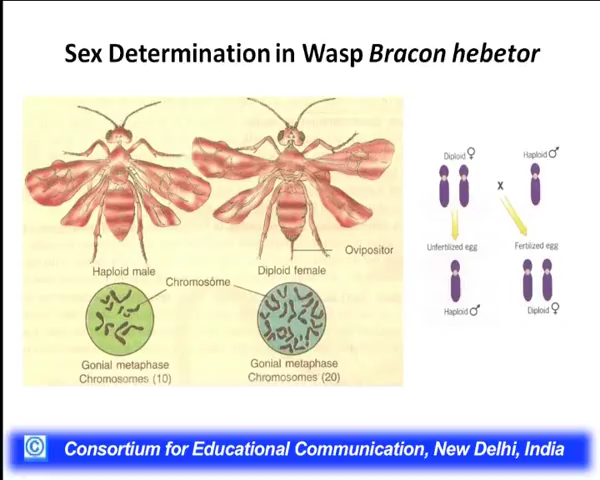 Sex Determination in Wasp Bracon hebetor
Ovipositor
Haploid male
Diploid female
Chromosome
Gonial metaphase
Chromosomes (10)
Gonial metaphase
Chromosomes (20)
Diploid ♀
Haploid ♂
x
Unfertilized egg
Fertilized egg
Haploid ♂
Diploid ♀
© Consortium for Educational Communication, New Delhi, India